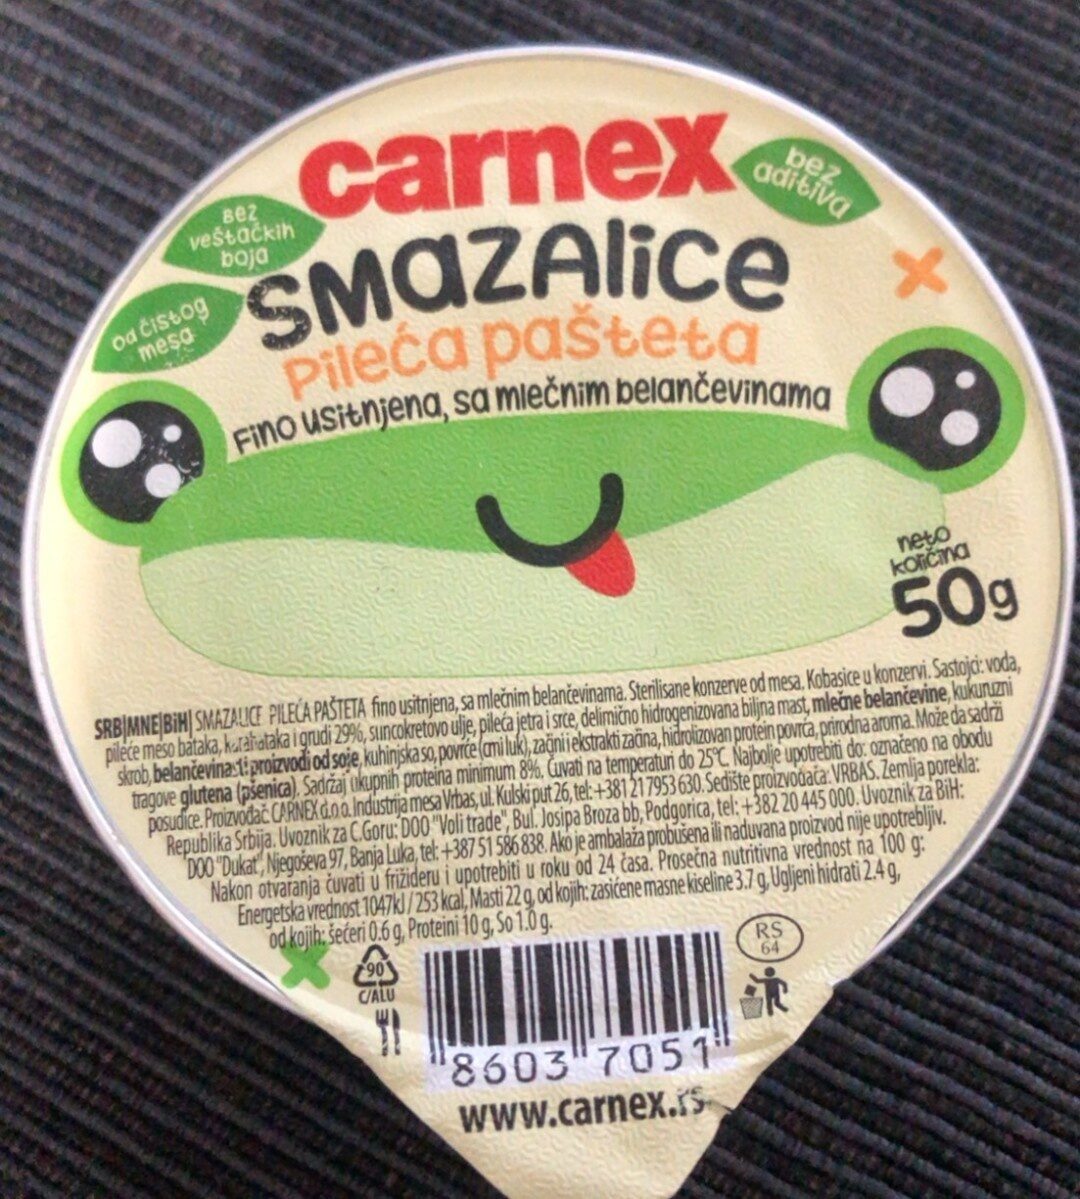 carnex
bez
aditiva
BEZ
veštačkih
boja
SMAZAlice
od čistog
mesa
Pileća pašteta
Fino usitnjena, sa mlečnim belančevinama
neto
količina
50g
SRB|MNE|BiH| SMAZALICE PILEĆA PAŠTETA fino usitnjena, sa mlečnim belančevinama. Sterilisane konzerve od mesa. Kobasice u konzervi. Sastojci: voda,
pileće meso bataka, karabataka i grudi 29%, suncokretovo ulje, pileća jetra i srce, delimično hidrogenizovana biljna mast, mlečne belančevine, kukuruzni
skrob, belančevinasti proizvodi od soje, kuhinjska so, povrće (crni luk), začini i ekstrakti začina, hidrolizovan protein povrća, prirodna aroma. Može da sadrži
tragove glutena (pšenica). Sadržaj ukupnih proteina minimum 8%. Čuvati na temperaturi do 25°C. Najbolje upotrebiti do: označeno na obodu
posudice. Proizvođač CARNEX d.o.o. Industrija mesa Vrbas, ul. Kulski put 26, tel: +381 21 7953 630. Sedište proizvođača: VRBAS. Zemlja porekla:
Republika Srbija. Uvoznik za C.Goru: DOO "Voli trade", Bul. Josipa Broza bb, Podgorica, tel: +382 20 445 000. Uvoznik za BiH:
DOO "Dukat", Njegoševa 97, Banja Luka, tel: +387 51 586 838. Ako je ambalaža probušena ili naduvana proizvod nije upotrebljiv.
Nakon otvaranja čuvati u frižideru i upotrebiti u roku od 24 časa. Prosečna nutritivna vrednost na 100 g:
Energetska vrednost 1047kJ / 253 kcal, Masti 22 g, od kojih: zasićene masne kiseline 3.7 g, Ugljeni hidrati 2.4 g,
od kojih: šećeri 0.6 g, Proteini 10 g, So 1.0 g.
90
C/ALU
RS
64
8603 7051
www.carnex.rs